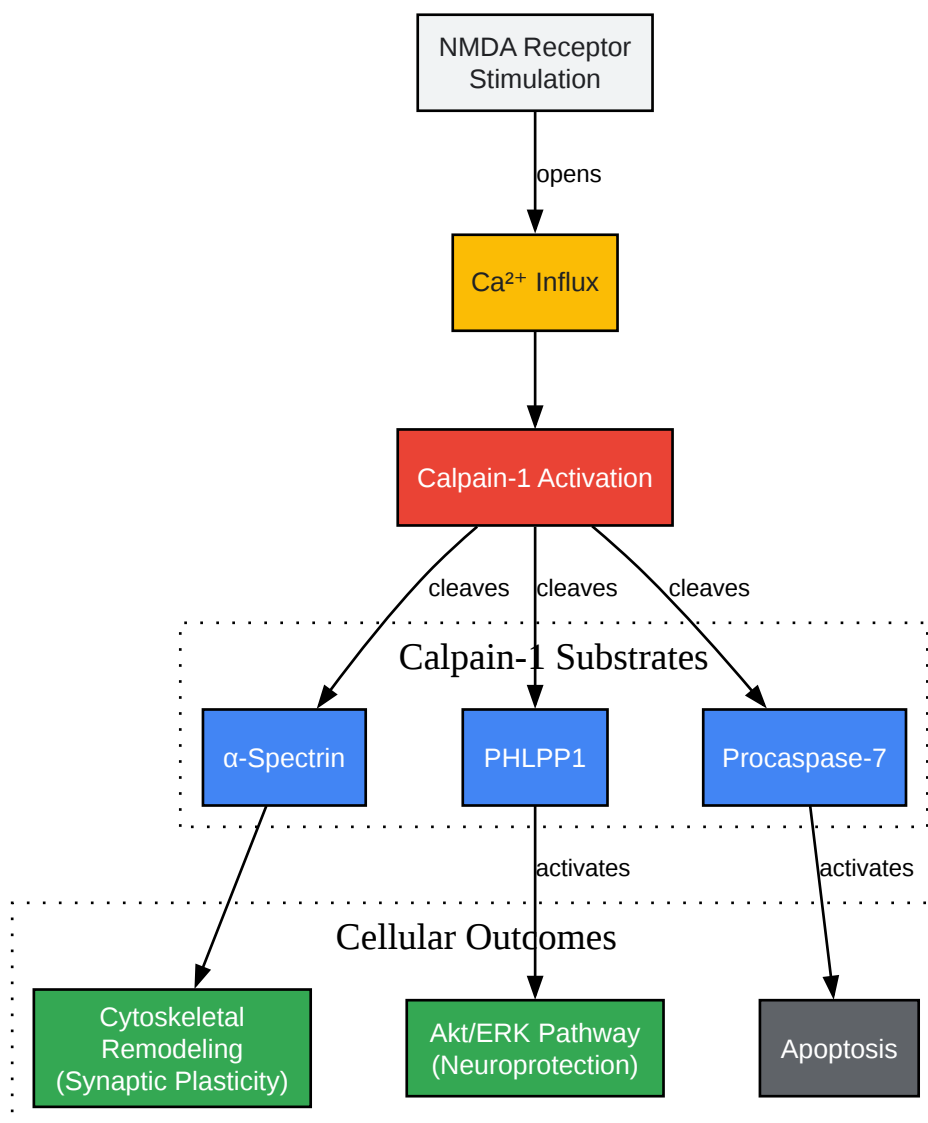 NMDA Receptor
Stimulation
opens
Ca²⁺ Influx
Calpain-1 Activation
cleaves
cleaves
cleaves
Calpain-1 Substrates
α-Spectrin
PHLPP1
Procaspase-7
activates
activates
Cellular Outcomes
Cytoskeletal
Remodeling
(Synaptic Plasticity)
Akt/ERK Pathway
(Neuroprotection)
Apoptosis